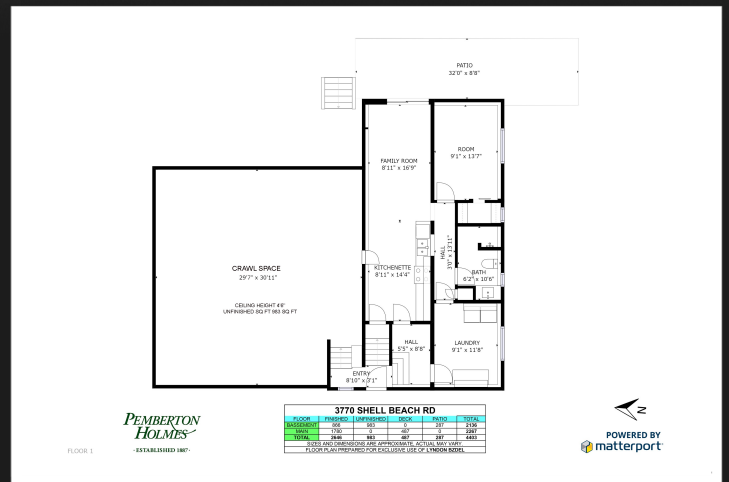 PATIO
32'0" x 8'8"
ROOM
9'1" x 13'7"
FAMILY ROOM
8'11" x 16'9"
HALL
3'0" x 13'11"
CRAWL SPACE
29'7" x 30'11"
KITCHENETTE
8'11" x 14'4"
BATH
6'2" x 10'6"
CEILING HEIGHT 4'6"
UNFINISHED SQ FT 983 SQ FT
HALL
5'5" x 8'8"
LAUNDRY
9'1" x 11'8"
ENTRY
8'10" x 3'1"
3770 SHELL BEACH RD
FLOOR FINISHED UNFINISHED DECK PATIO TOTAL
BASSEMENT 866 983 0 287 2136
MAIN 1780 0 487 2267
TOTAL 2646 983 487 287 4403
SIZES AND DIMENSIONS ARE APPROXIMATE, ACTUAL MAY VARY.
FLOOR PLAN PREPARED FOR EXCLUSIVE USE OF LYNDON BZDEL
PEMBERTON
HOLMES
· ESTABLISHED 1887 ·
FLOOR 1
N
POWERED BY
matterport